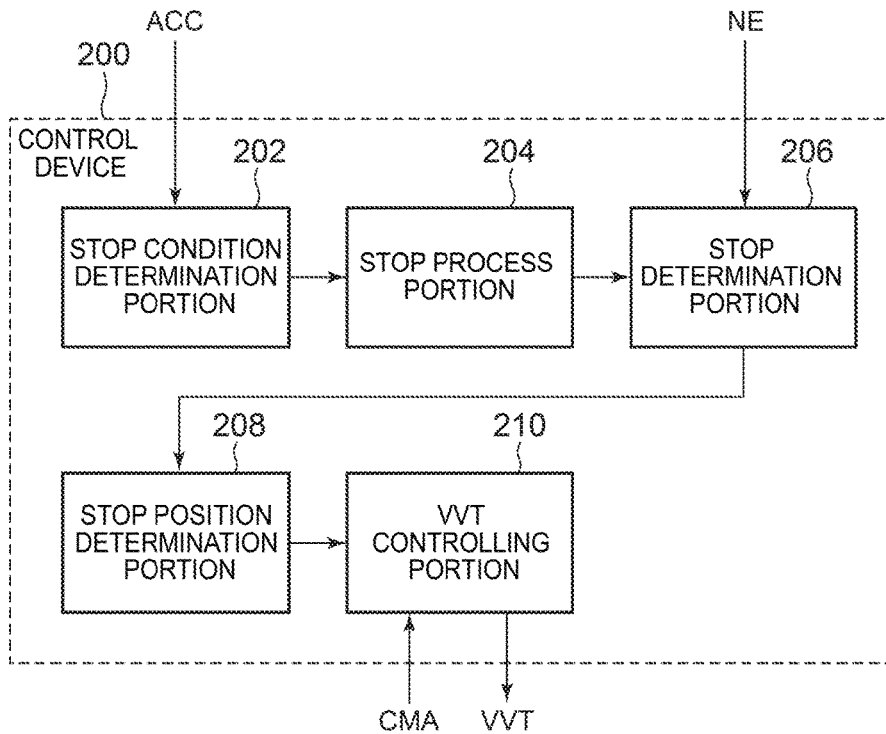 ACC
NE
200
CONTROL
DEVICE
202
204
206
STOP CONDITION
DETERMINATION
PORTION
STOP PROCESS
PORTION
STOP
DETERMINATION
PORTION
208
210
STOP POSITION
DETERMINATION
PORTION
VVT
CONTROLLING
PORTION
CMA
VVT